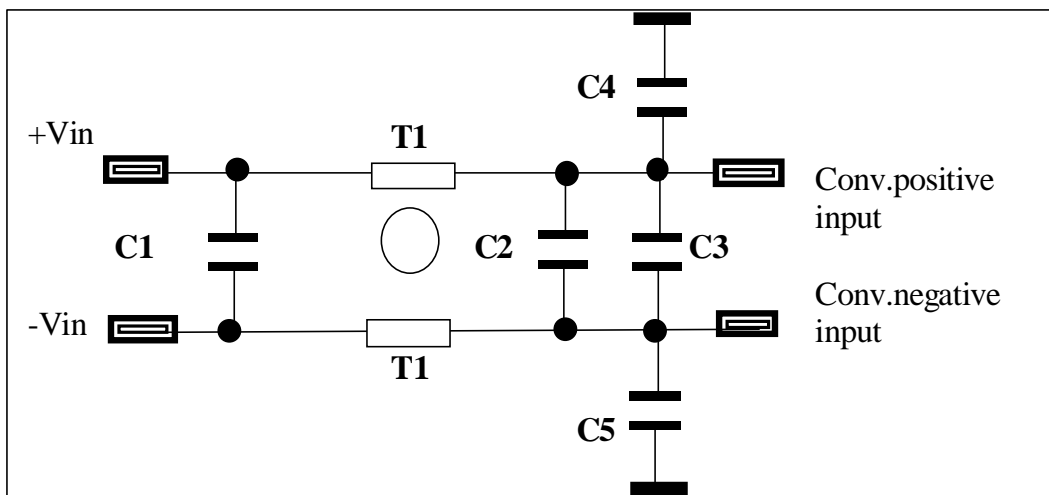 C4
+Vin
T1
Conv.positive
input
C1
C2
C3
-Vin
Conv.negative
input
T1
C5